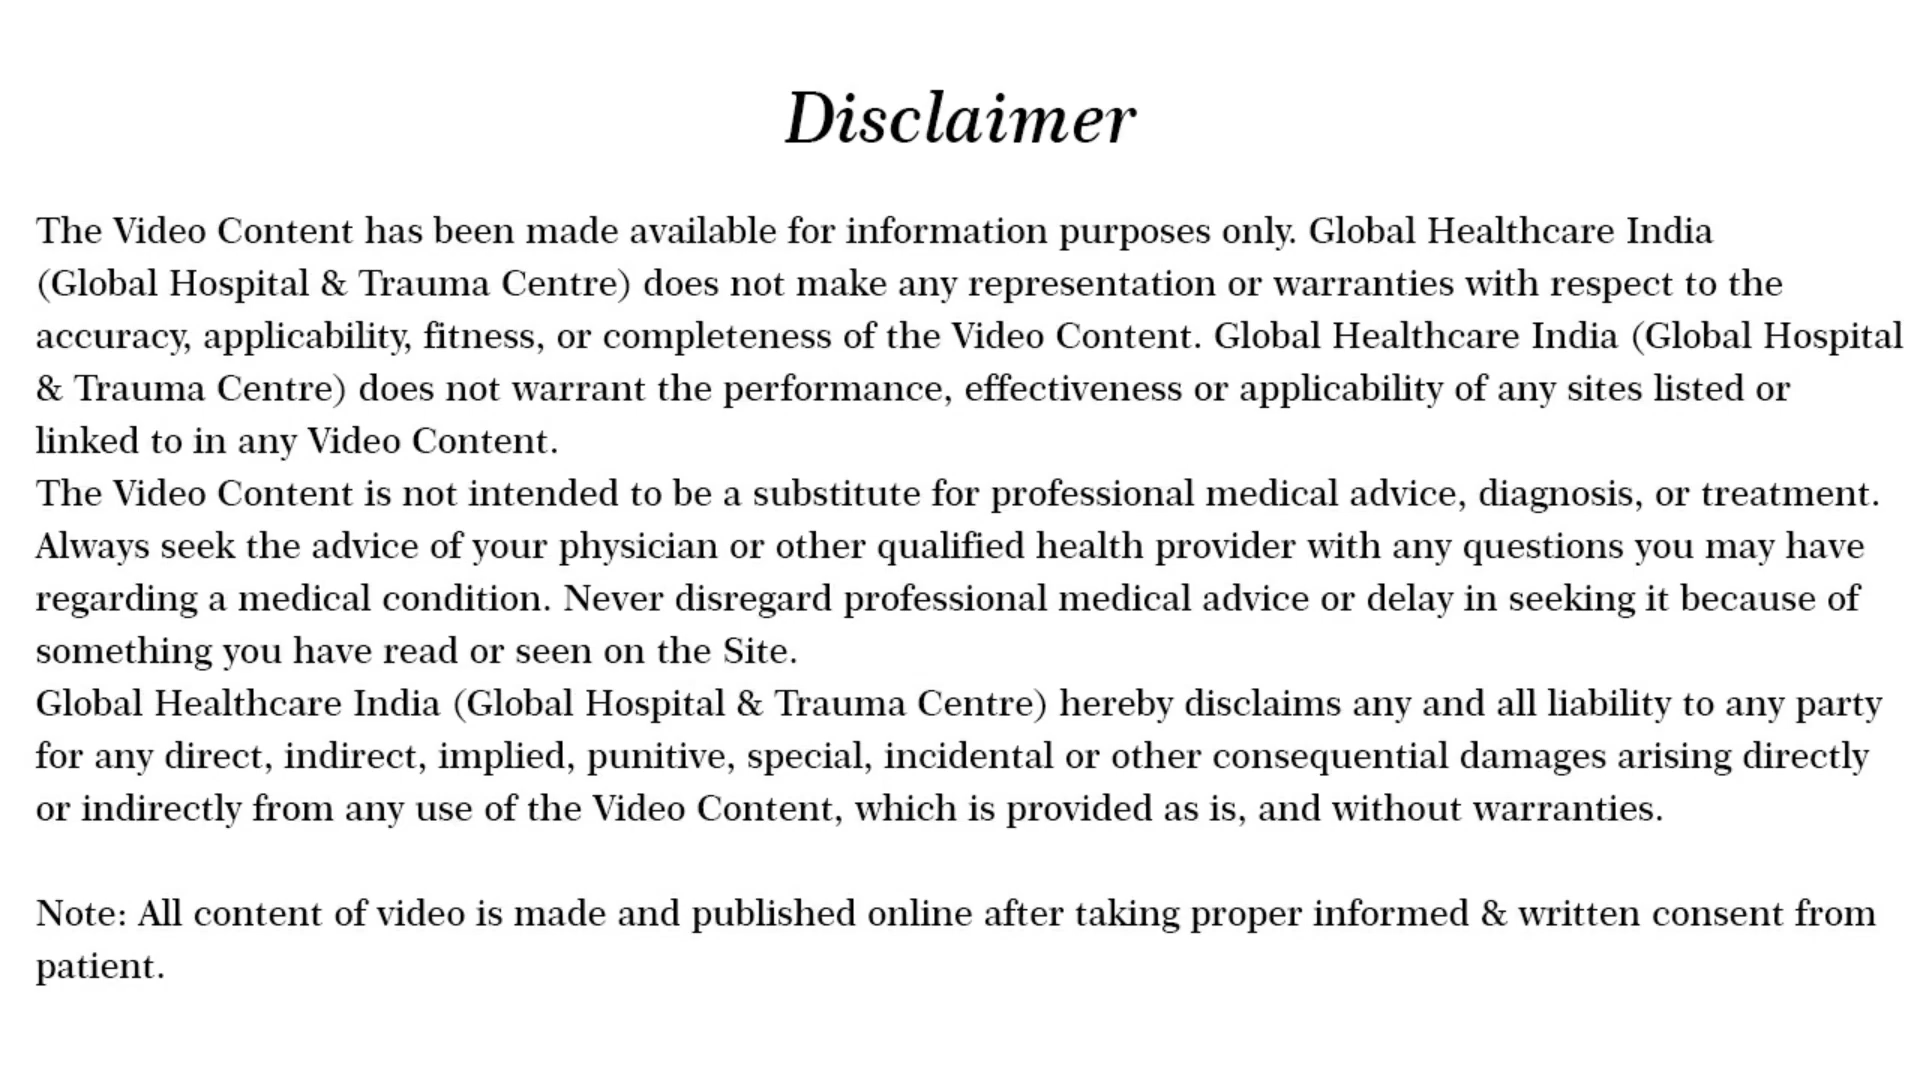 Disclaimer
The Video Content has been made available for information purposes only. Global Healthcare India
(Global Hospital & Trauma Centre) does not make any representation or warranties with respect to the
accuracy, applicability, fitness, or completeness of the Video Content. Global Healthcare India (Global Hospital
& Trauma Centre) does not warrant the performance, effectiveness or applicability of any sites listed or
linked to in any Video Content.
The Video Content is not intended to be a substitute for professional medical advice, diagnosis, or treatment.
Always seek the advice of your physician or other qualified health provider with any questions you may have
regarding a medical condition. Never disregard professional medical advice or delay in seeking it because of
something you have read or seen on the Site.
Global Healthcare India (Global Hospital & Trauma Centre) hereby disclaims any and all liability to any party
for any direct, indirect, implied, punitive, special, incidental or other consequential damages arising directly
or indirectly from any use of the Video Content, which is provided as is, and without warranties.
Note: All content of video is made and published online after taking proper informed & written consent from
patient.